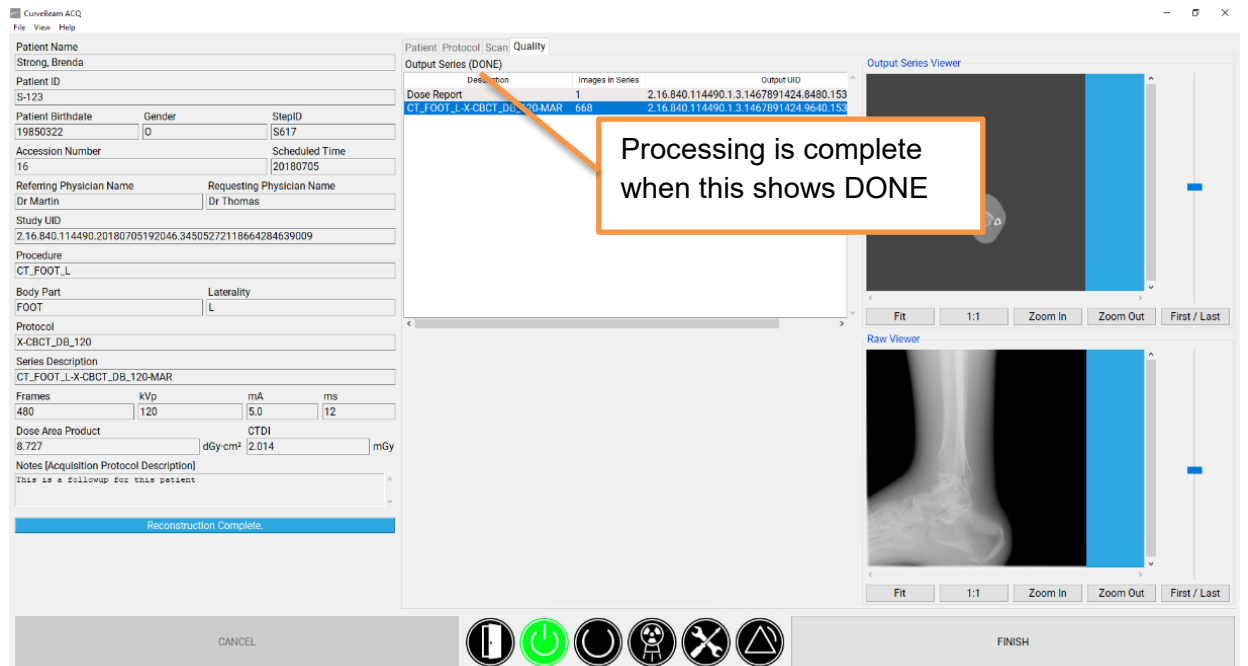 CurveBeam ACQ
File View Help
Patient Name
Strong, Brenda
Patient ID
S-123
Patient Birthdate Gender StepID
19850322 O S617
Accession Number Scheduled Time
16 20180705
Referring Physician Name Requesting Physician Name
Dr Martin Dr Thomas
Study UID
2.16.840.114490.20180705192046.34505272118664284639009
Procedure
CT_FOOT_L
Body Part Laterality
FOOT L
Protocol
X-CBCT_DB_120
Series Description
CT_FOOT_L-X-CBCT_DB_120-MAR
Frames kVp mA ms
480 120 5.0 12
Dose Area Product CTDI
8.727 dGy·cm² 2.014 mGy
Notes [Acquisition Protocol Description]
This is a followup for this patient
Reconstruction Complete.
Patient Protocol Scan Quality
Output Series (DONE)
Images in Series Output UID
Dose Report 1 2.16.840.114490.1.3.1467891424.8480.153
CT_FOOT_L-X-CBCT_DB_120-MAR 668 2.16.840.114490.1.3.1467891424.9640.153
Processing is complete
when this shows DONE
Output Series Viewer
Fit 1:1 Zoom In Zoom Out First / Last
Raw Viewer
Fit 1:1 Zoom In Zoom Out First / Last
CANCEL
FINISH